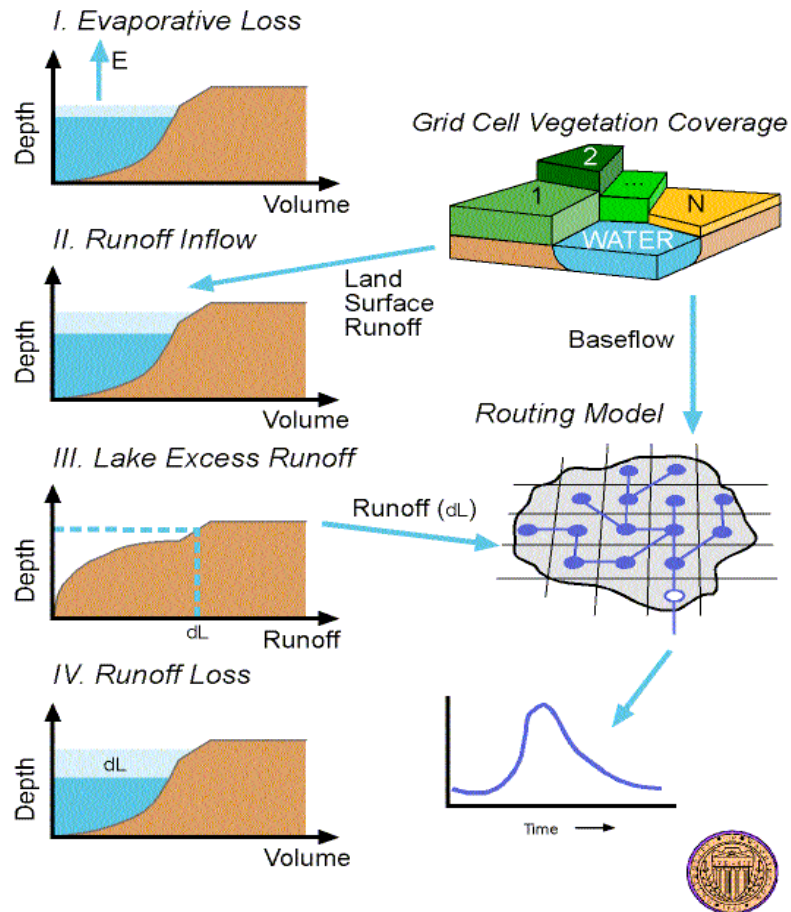 I. Evaporative Loss
E
Depth
Volume
Grid Cell Vegetation Coverage
1
2
...
N
WATER
II. Runoff Inflow
Land
Surface
Runoff
Depth
Volume
Baseflow
Routing Model
III. Lake Excess Runoff
Runoff (dL)
Depth
dL
Runoff
IV. Runoff Loss
dL
Depth
Volume
Time